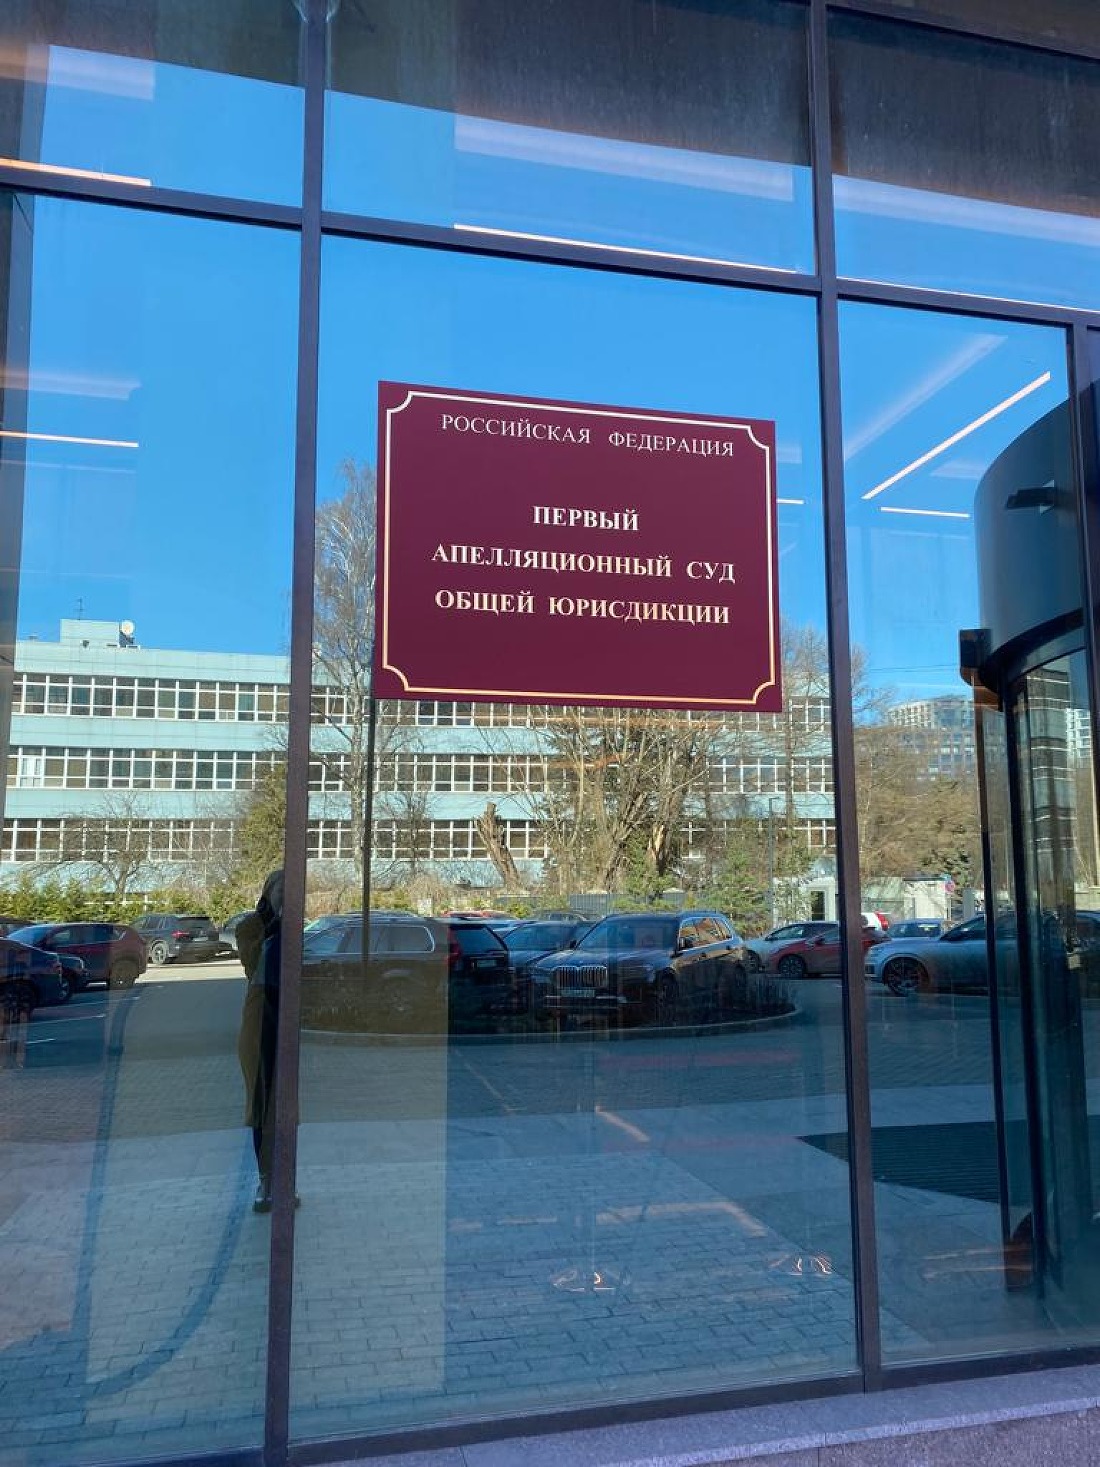 РОССИЙСКАЯ ФЕДЕРАЦИЯ
ПЕРВЫЙ
АПЕЛЛЯЦИОННЫЙ СУД
ОБЩЕЙ ЮРИСДИКЦИИ